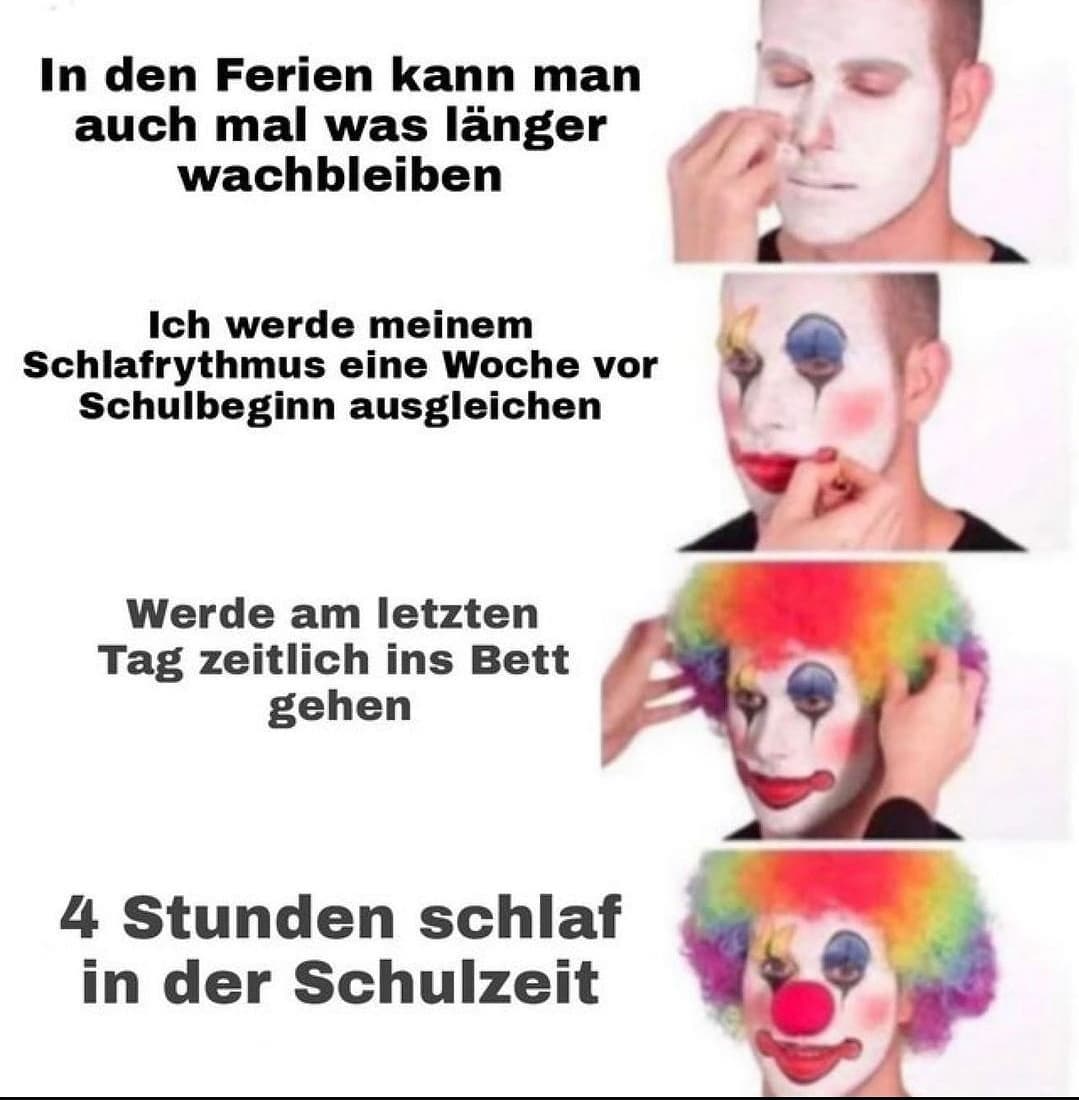 In den Ferien kann man
auch mal was länger
wachbleiben
Ich werde meinem
Schlafrythmus eine Woche vor
Schulbeginn ausgleichen
Werde am letzten
Tag zeitlich ins Bett
gehen
4 Stunden schlaf
in der Schulzeit